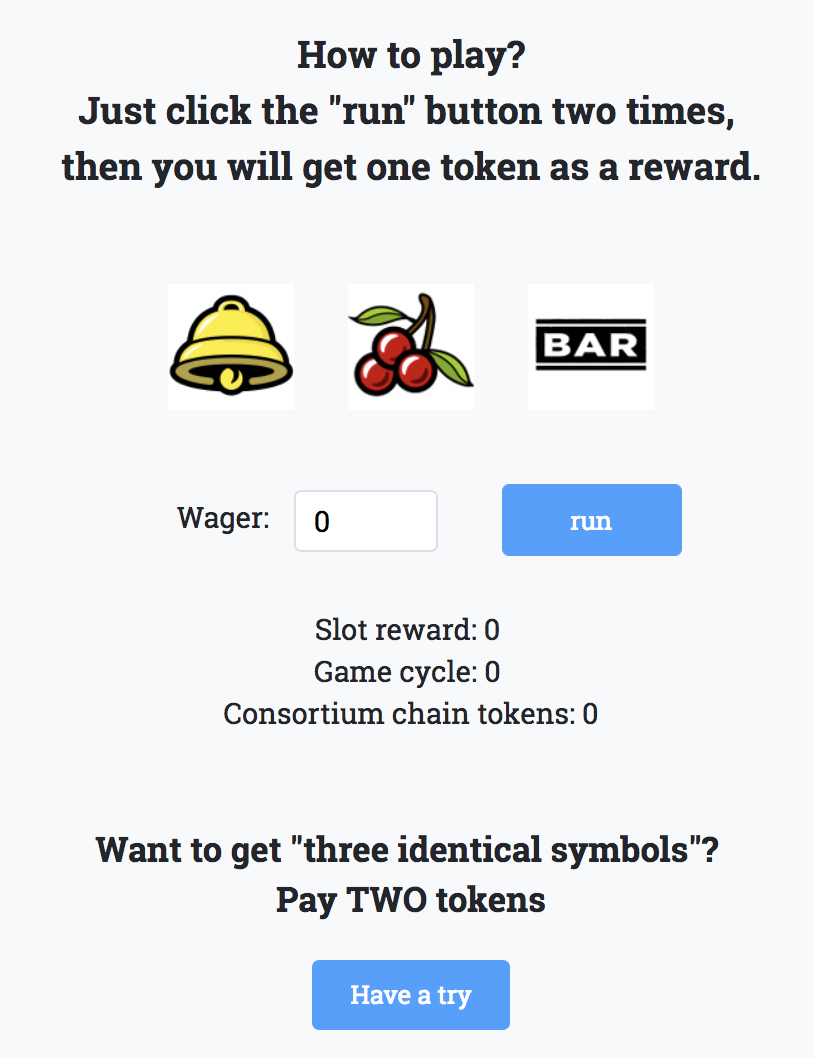 How to play?
Just click the "run" button two times,
then you will get one token as a reward.
BAR
Wager:
0
run
Slot reward: 0
Game cycle: 0
Consortium chain tokens: 0
Want to get "three identical symbols"?
Pay TWO tokens
Have a try